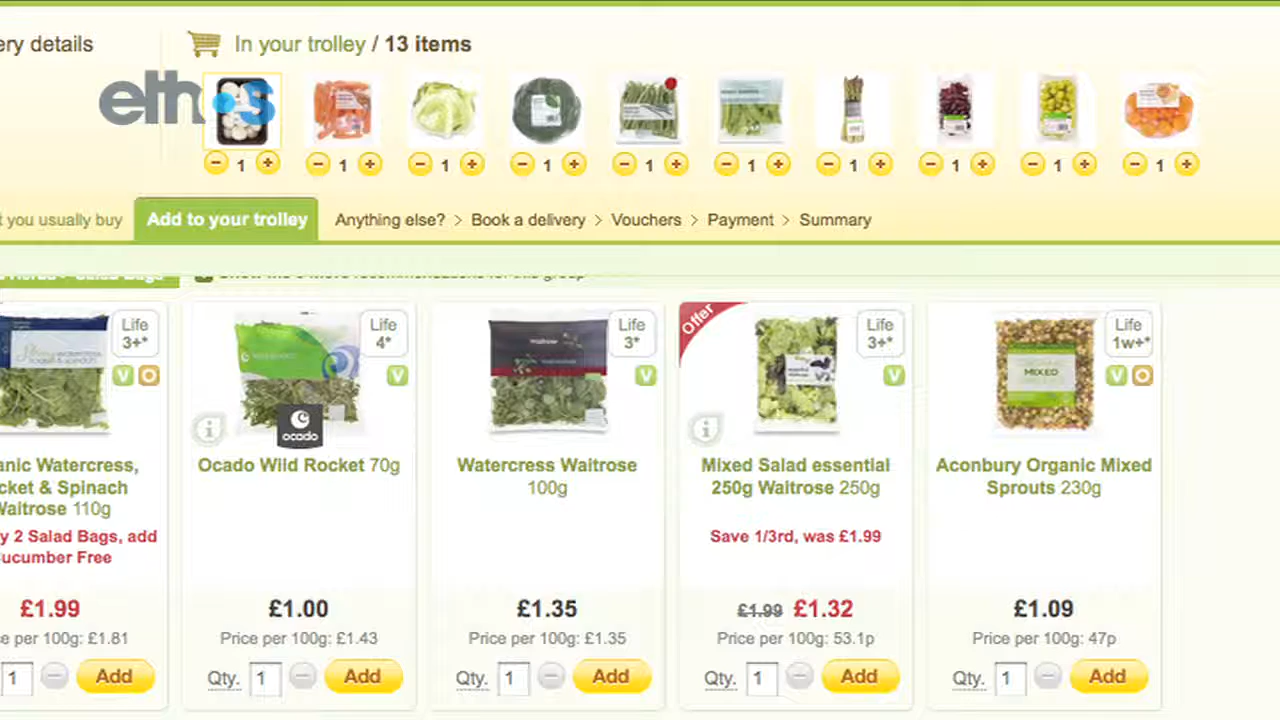 ery details
In your trolley / 13 items
ethos
1 1 1 1 1 1 1 1 1 1
t you usually buy
Add to your trolley
Anything else? > Book a delivery > Vouchers > Payment > Summary
Life 3+*
V
anic Watercress,
cket & Spinach
Waitrose 110g
y 2 Salad Bags, add
ucumber Free
£1.99
e per 100g: £1.81
1
Add
Life 4*
V
ocado
Ocado Wild Rocket 70g
£1.00
Price per 100g: £1.43
Qty. 1
Add
Life 3*
V
Watercress Waitrose
100g
£1.35
Price per 100g: £1.35
Qty. 1
Add
Offer
Life 3+*
V
Mixed Salad essential
250g Waitrose 250g
Save 1/3rd, was £1.99
£1.99 £1.32
Price per 100g: 53.1p
Qty. 1
Add
Life 1w+*
V
MIXED
Aconbury Organic Mixed
Sprouts 230g
£1.09
Price per 100g: 47p
Qty. 1
Add